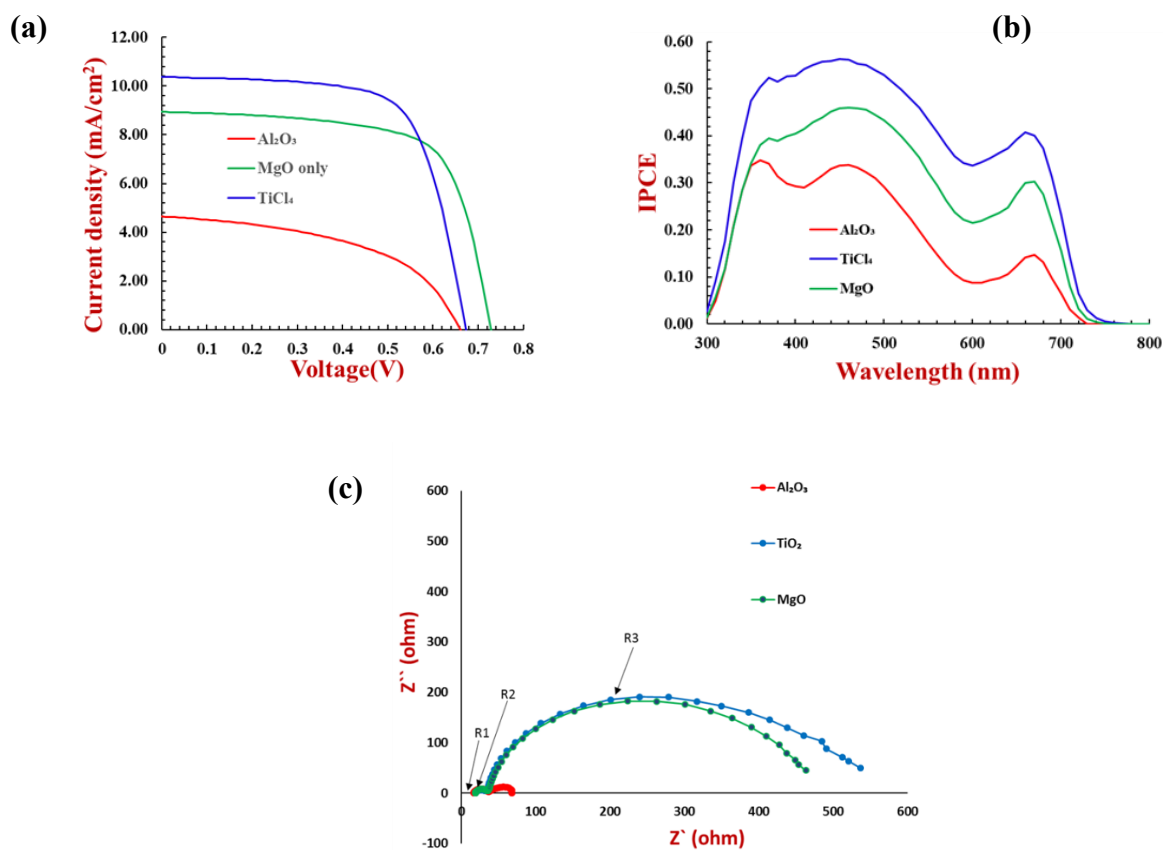 (a)
12.00
10.00
8.00
6.00
4.00
2.00
0.00
Current density (mA/cm²)
Al₂O₃
MgO only
TiCl₄
0 0.1 0.2 0.3 0.4 0.5 0.6 0.7 0.8
Voltage(V)
(b)
0.60
0.50
0.40
0.30
0.20
0.10
0.00
IPCE
Al₂O₃
TiCl₄
MgO
300 400 500 600 700 800
Wavelength (nm)
(c)
600
500
400
300
200
100
0
-100
Z`` (ohm)
R1
R2
R3
Al₂O₃
TiO₂
MgO
0 100 200 300 400 500 600
Z` (ohm)